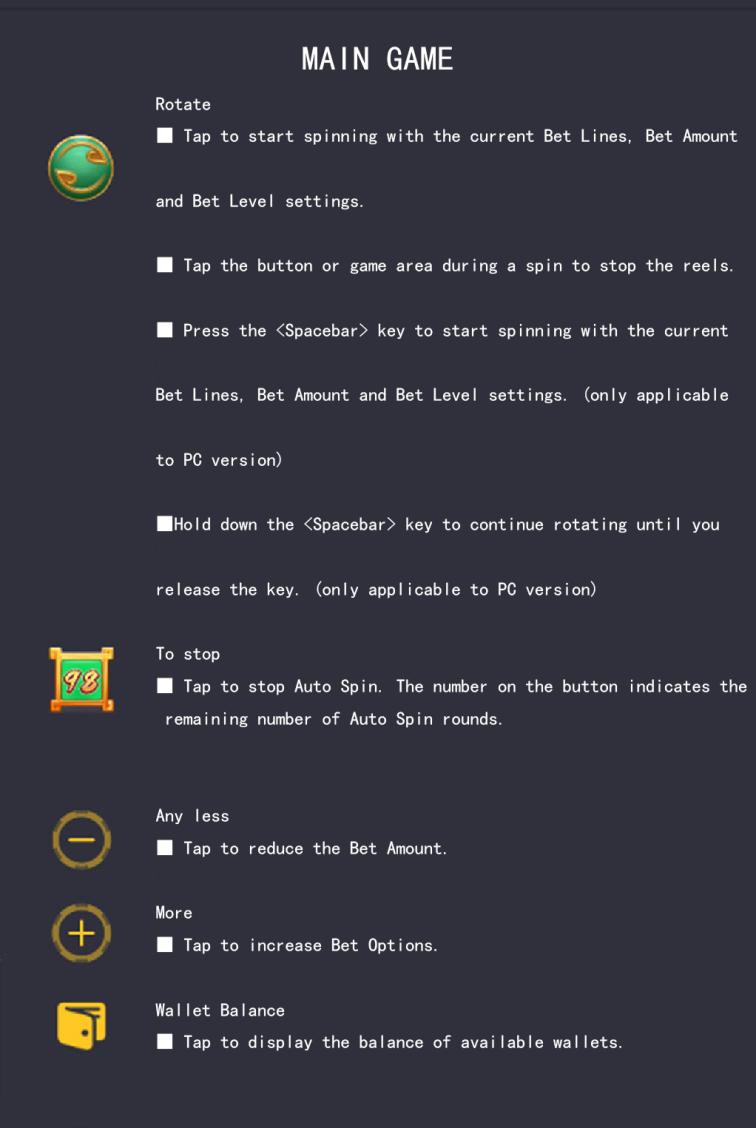 MAIN GAME
Rotate
■ Tap to start spinning with the current Bet Lines, Bet Amount
and Bet Level settings.
■ Tap the button or game area during a spin to stop the reels.
■ Press the <Spacebar> key to start spinning with the current
Bet Lines, Bet Amount and Bet Level settings. (only applicable
to PC version)
■Hold down the <Spacebar> key to continue rotating until you
release the key. (only applicable to PC version)
98
To stop
■ Tap to stop Auto Spin. The number on the button indicates the
remaining number of Auto Spin rounds.
Any less
■ Tap to reduce the Bet Amount.
More
■ Tap to increase Bet Options.
Wallet Balance
■ Tap to display the balance of available wallets.